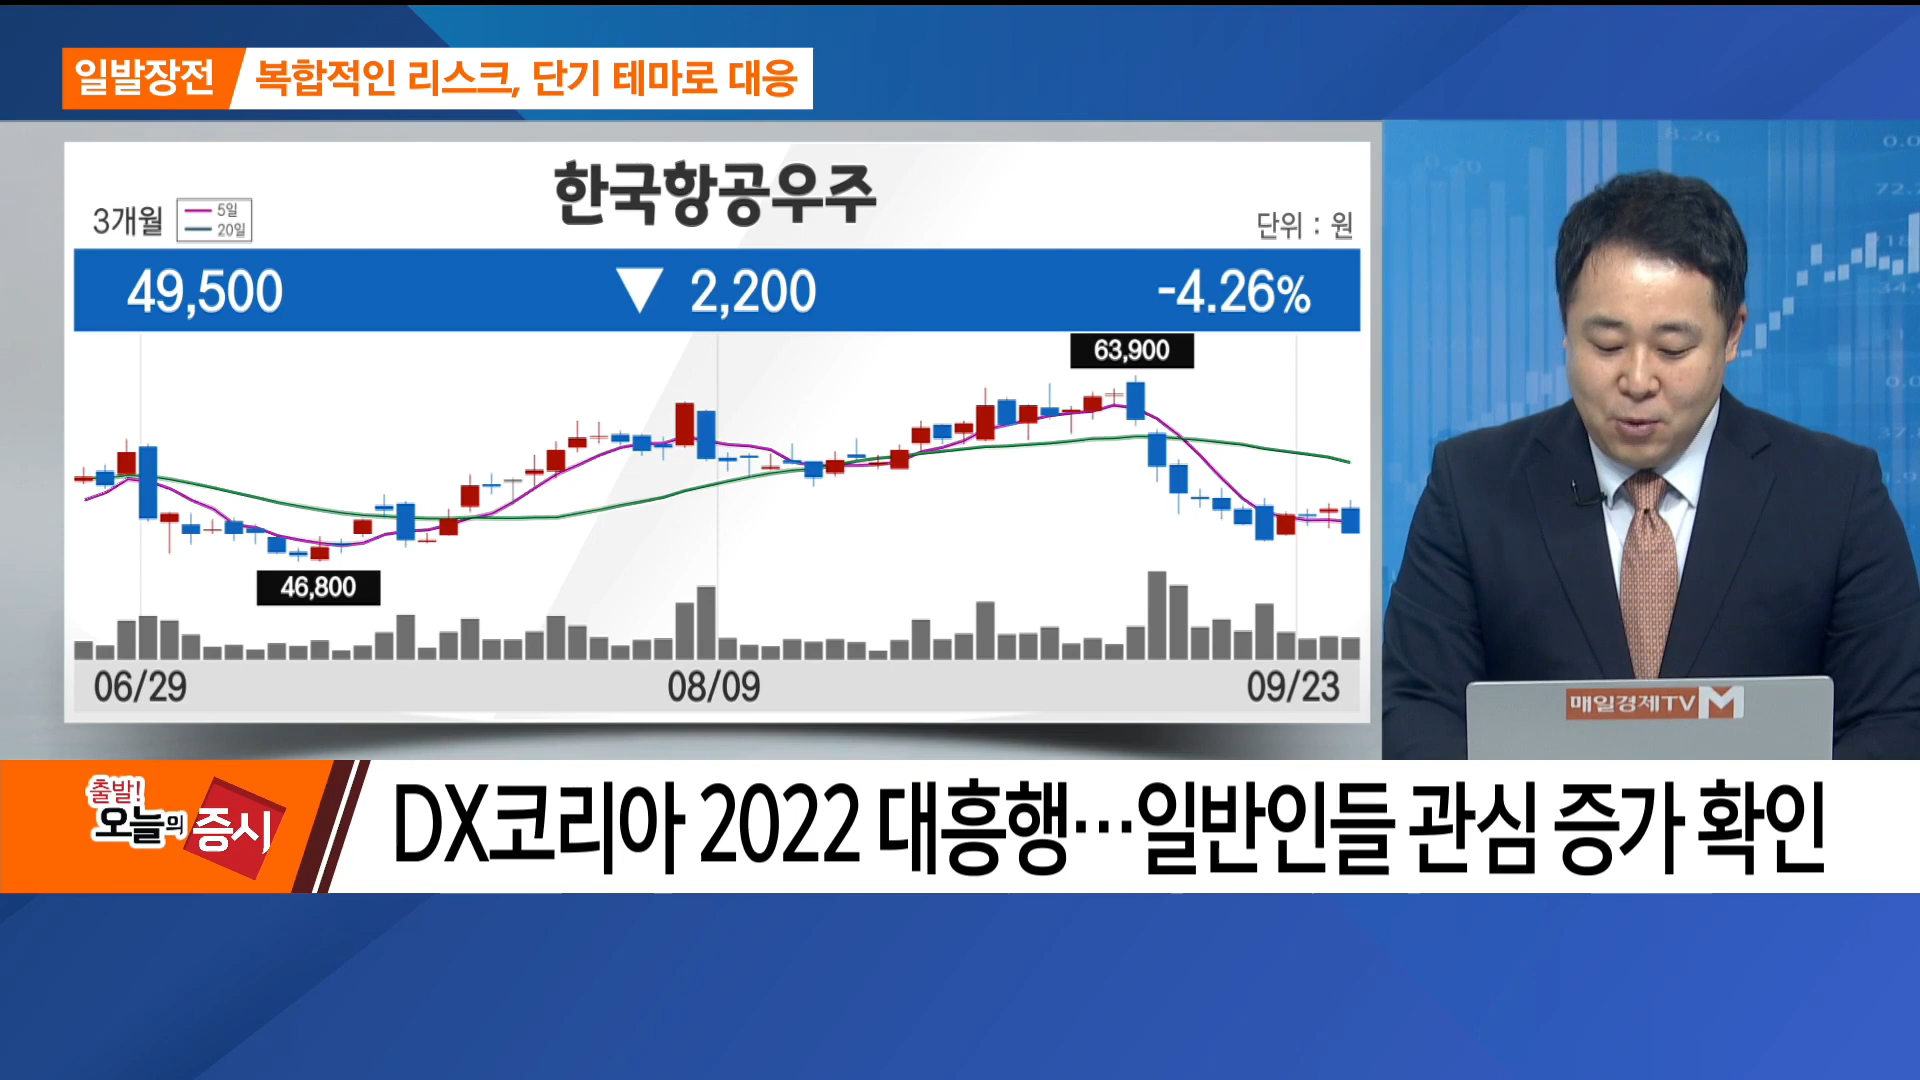 일발장전 복합적인 리스크, 단기 테마로 대응
한국항공우주
3개월
5일
20일
단위 : 원
49,500 ▼ 2,200 -4.26%
63,900
46,800
06/29 08/09 09/23
매일경제TV M
출발!
오늘의 증시
DX코리아 2022 대흥행…일반인들 관심 증가 확인